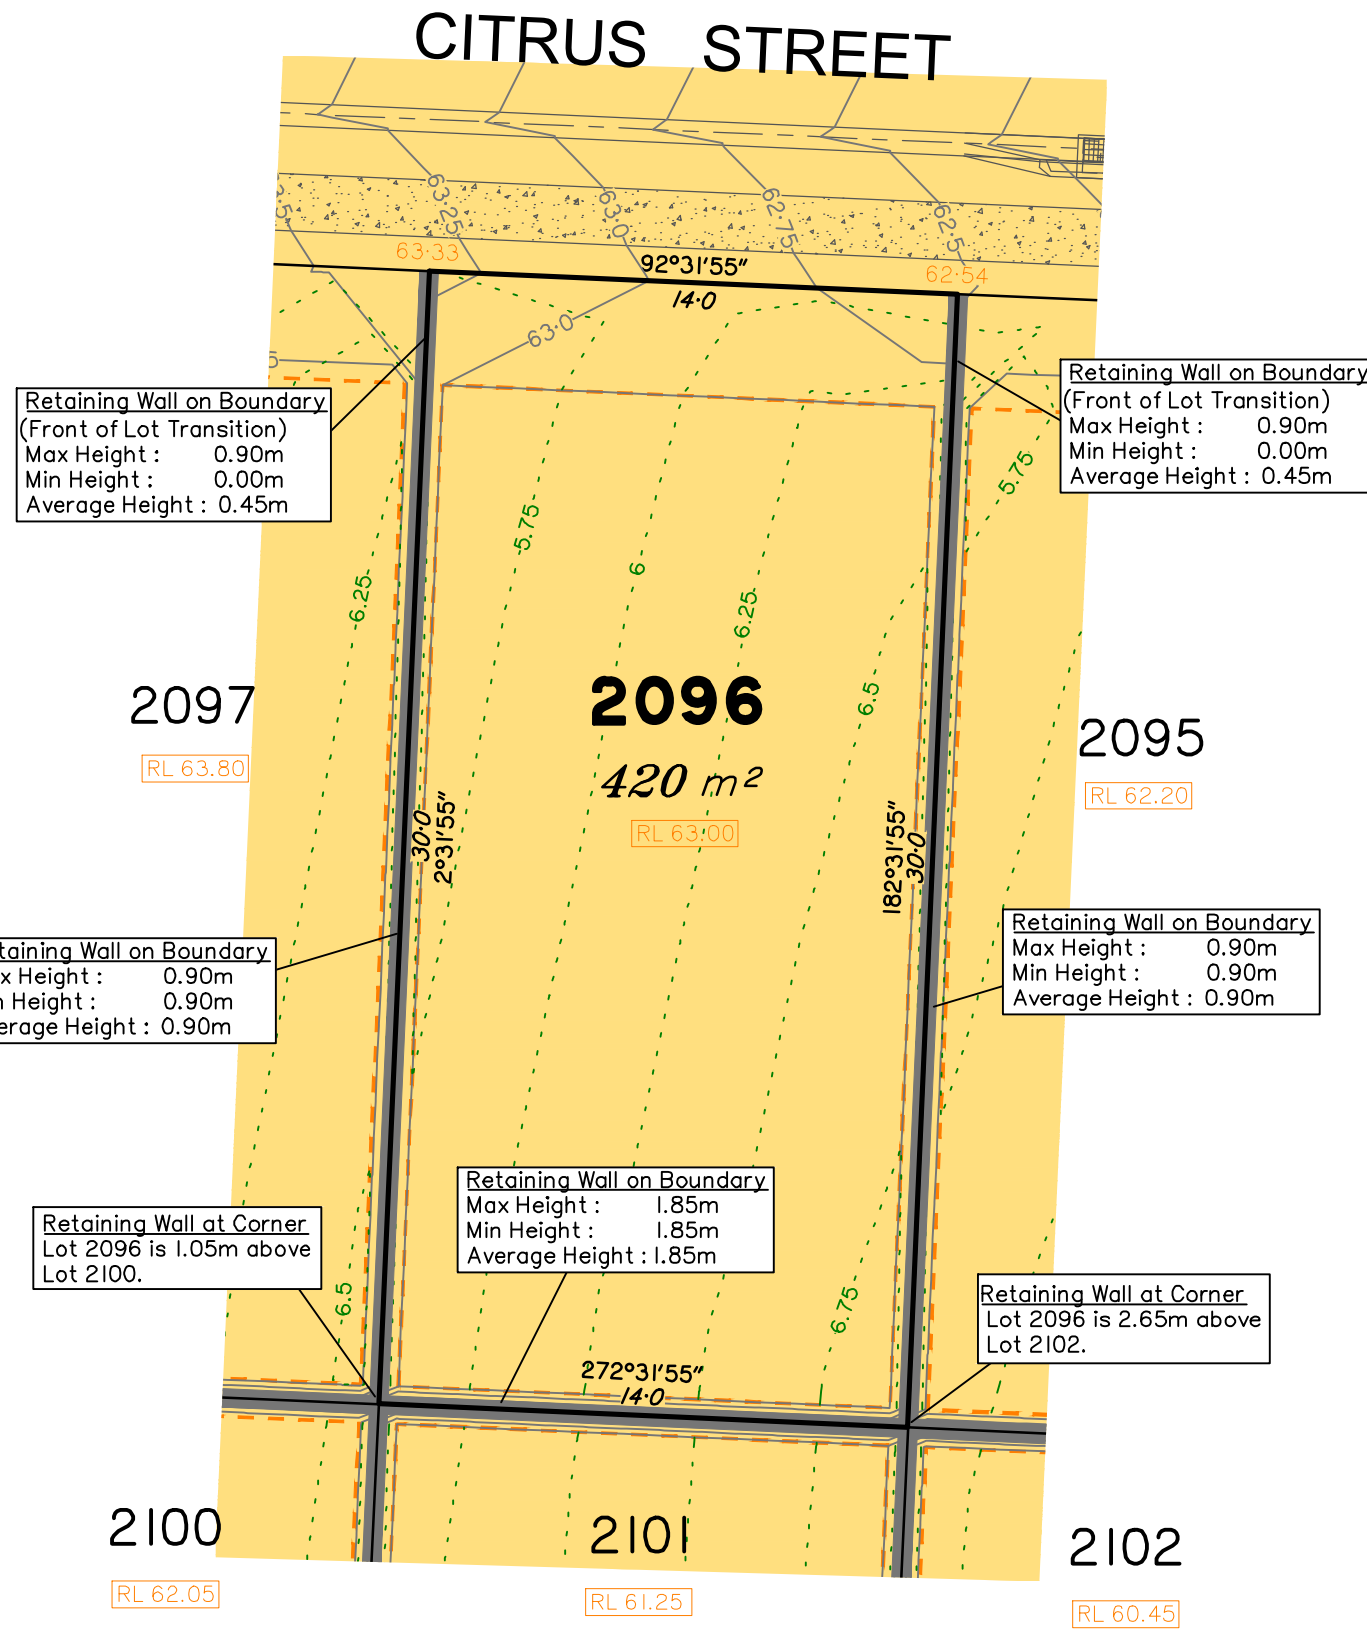 CITRUS STREET
63·25
63·0
62·75
62·5
63·33
92°31'55"
62·54
14·0
63·0
Retaining Wall on Boundary
(Front of Lot Transition)
Max Height : 0.90m
Min Height : 0.00m
Average Height : 0.45m
Retaining Wall on Boundary
(Front of Lot Transition)
Max Height : 0.90m
Min Height : 0.00m
Average Height : 0.45m
5.75
5.75
6
6.25
6.25
6.5
2097
RL 63.80
2096
420 m²
RL 63.00
2095
RL 62.20
30·0
2°31'55"
182°31'55"
30·0
taining Wall on Boundary
x Height : 0.90m
n Height : 0.90m
erage Height : 0.90m
Retaining Wall on Boundary
Max Height : 0.90m
Min Height : 0.90m
Average Height : 0.90m
Retaining Wall on Boundary
Max Height : 1.85m
Min Height : 1.85m
Average Height : 1.85m
Retaining Wall at Corner
Lot 2096 is 1.05m above
Lot 2100.
Retaining Wall at Corner
Lot 2096 is 2.65m above
Lot 2102.
6.5
6.75
272°31'55"
14·0
2100
RL 62.05
2101
RL 61.25
2102
RL 60.45